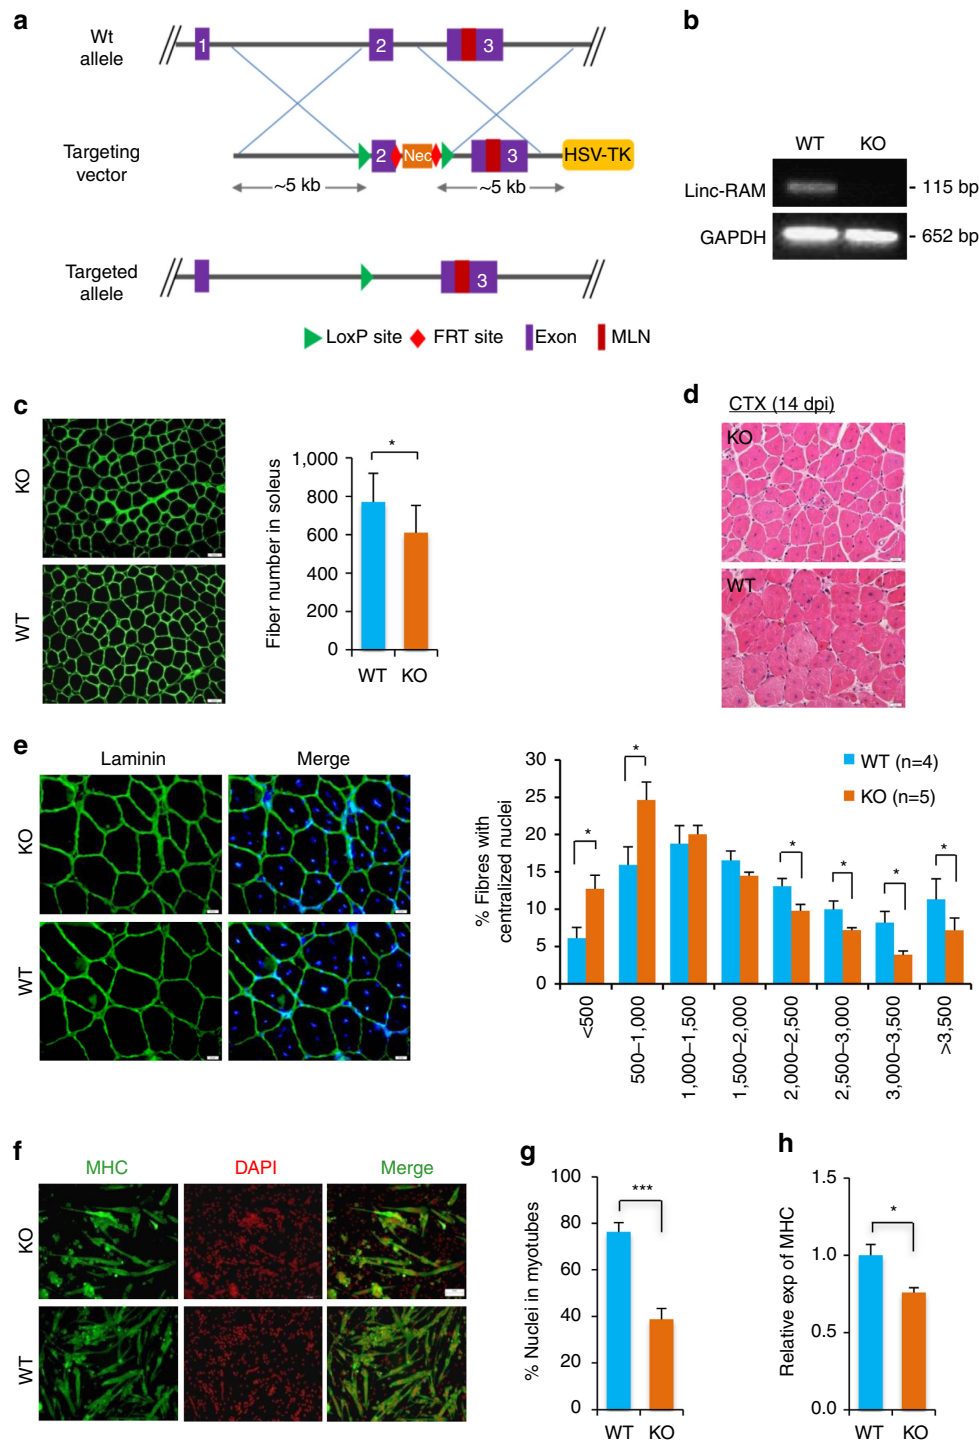 a
Wt
allele
1
2
3
Targeting
vector
2
Nec
3
HSV-TK
~5 kb
~5 kb
Targeted
allele
3
LoxP site
FRT site
Exon
MLN
b
WT
KO
Linc-RAM
- 115 bp
GAPDH
- 652 bp
c
KO
WT
Fiber number in soleus
1,000
800
600
400
200
0
*
WT
KO
d
CTX (14 dpi)
KO
WT
e
Laminin
Merge
KO
WT
% Fibres with
centralized nuclei
30
25
20
15
10
5
0
*
*
*
*
*
*
WT (n=4)
KO (n=5)
<500
500–1,000
1,000–1,500
1,500–2,000
2,000–2,500
2,500–3,000
3,000–3,500
>3,500
f
MHC
DAPI
Merge
KO
WT
g
% Nuclei in myotubes
100
80
60
40
20
0
***
WT
KO
h
Relative exp of MHC
1.5
1.0
0.5
0.0
*
WT
KO